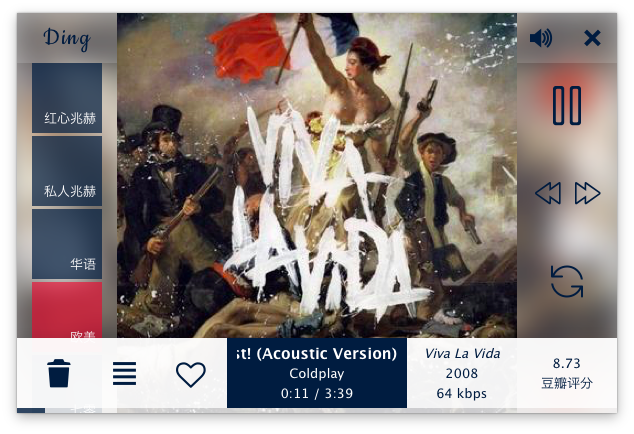 Ding
红心兆赫
私人兆赫
华语
欧美
VIVA
LA VIDA
st! (Acoustic Version)
Coldplay
0:11 / 3:39
Viva La Vida
2008
64 kbps
8.73
豆瓣评分